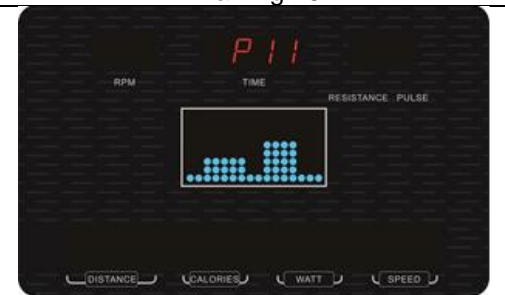 P11
RPM
TIME
RESISTANCE PULSE
DISTANCE
CALORIES
WATT
SPEED